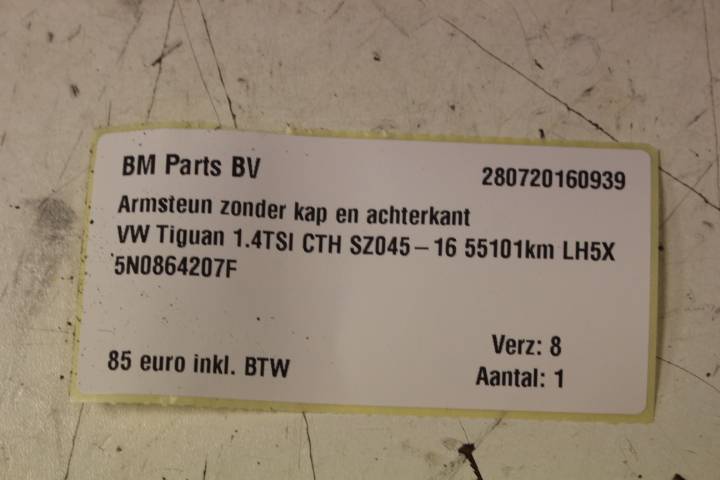 BM Parts BV
280720160939
Armsteun zonder kap en achterkant
VW Tiguan 1.4TSI CTH SZ045-16 55101km LH5X
5N0864207F
Verz: 8
85 euro inkl. BTW
Aantal: 1